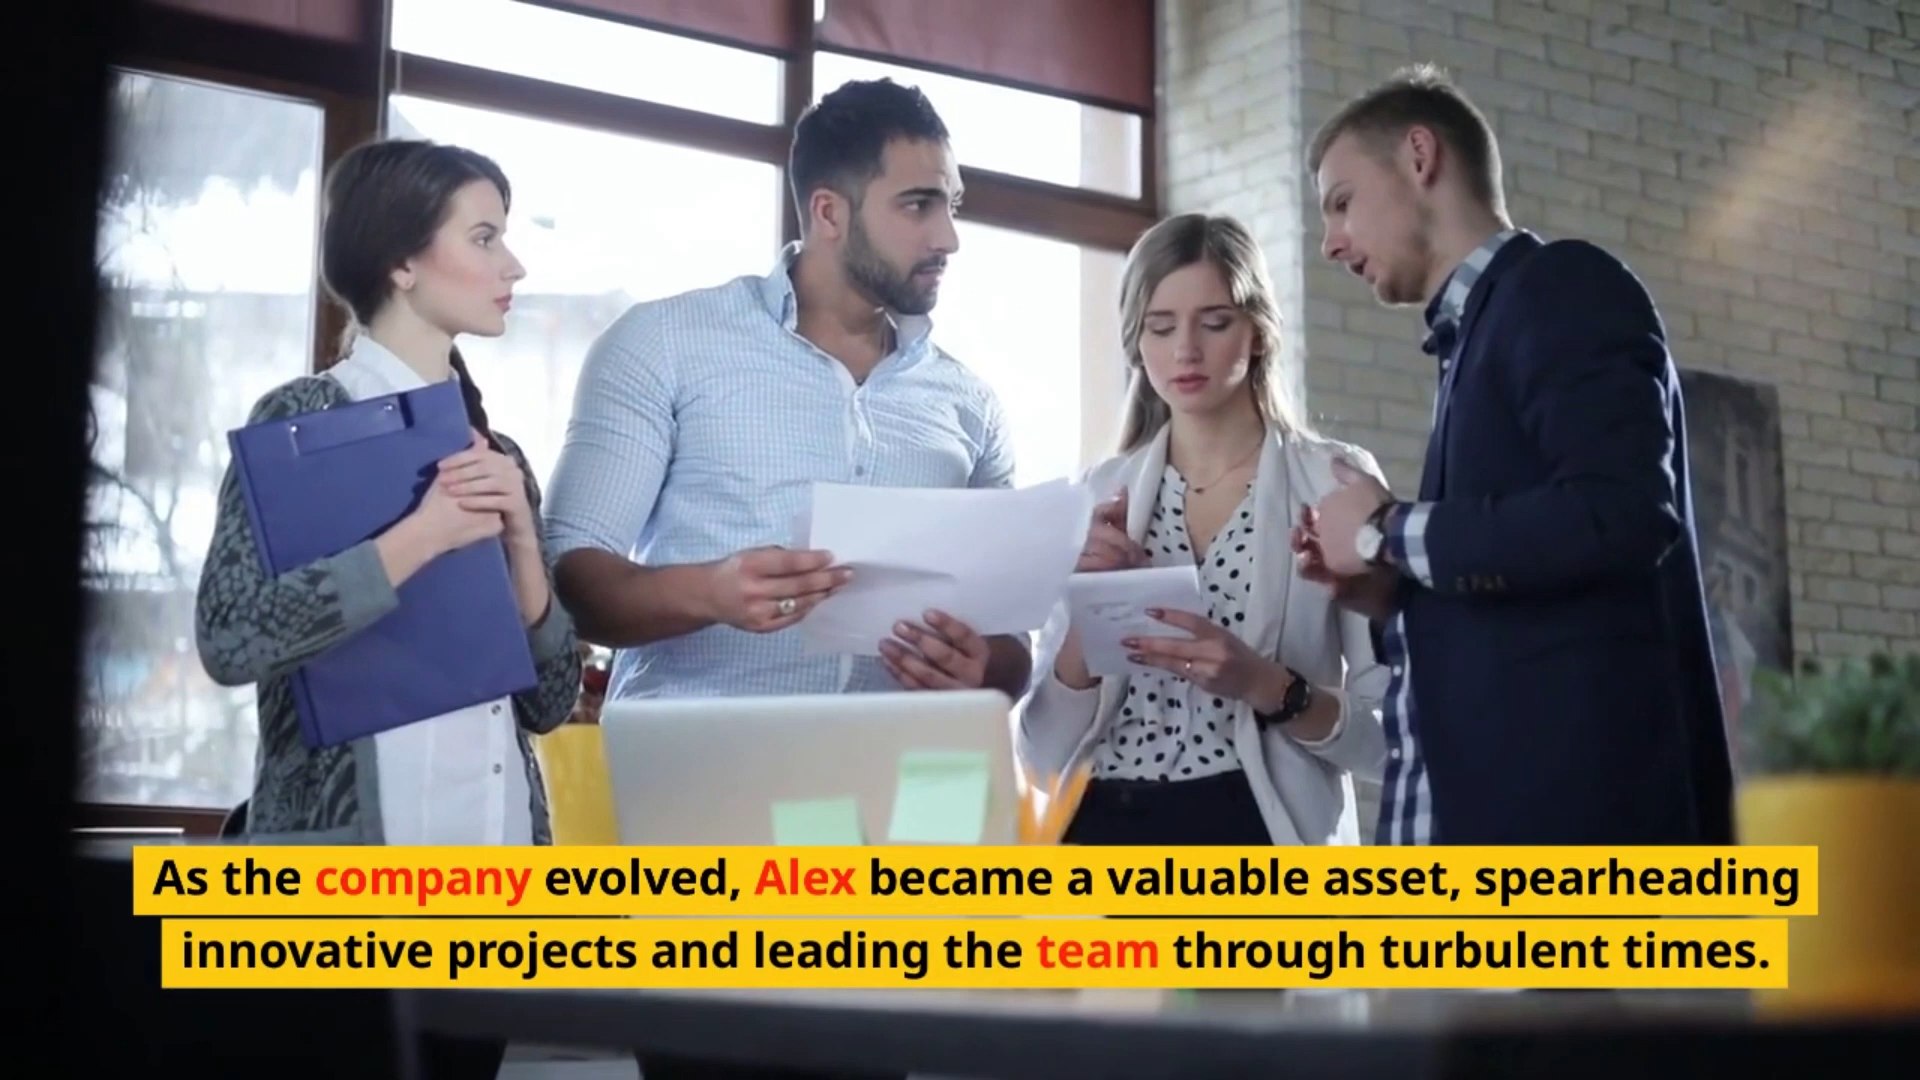 As the company evolved, Alex became a valuable asset, spearheading
innovative projects and leading the team through turbulent times.